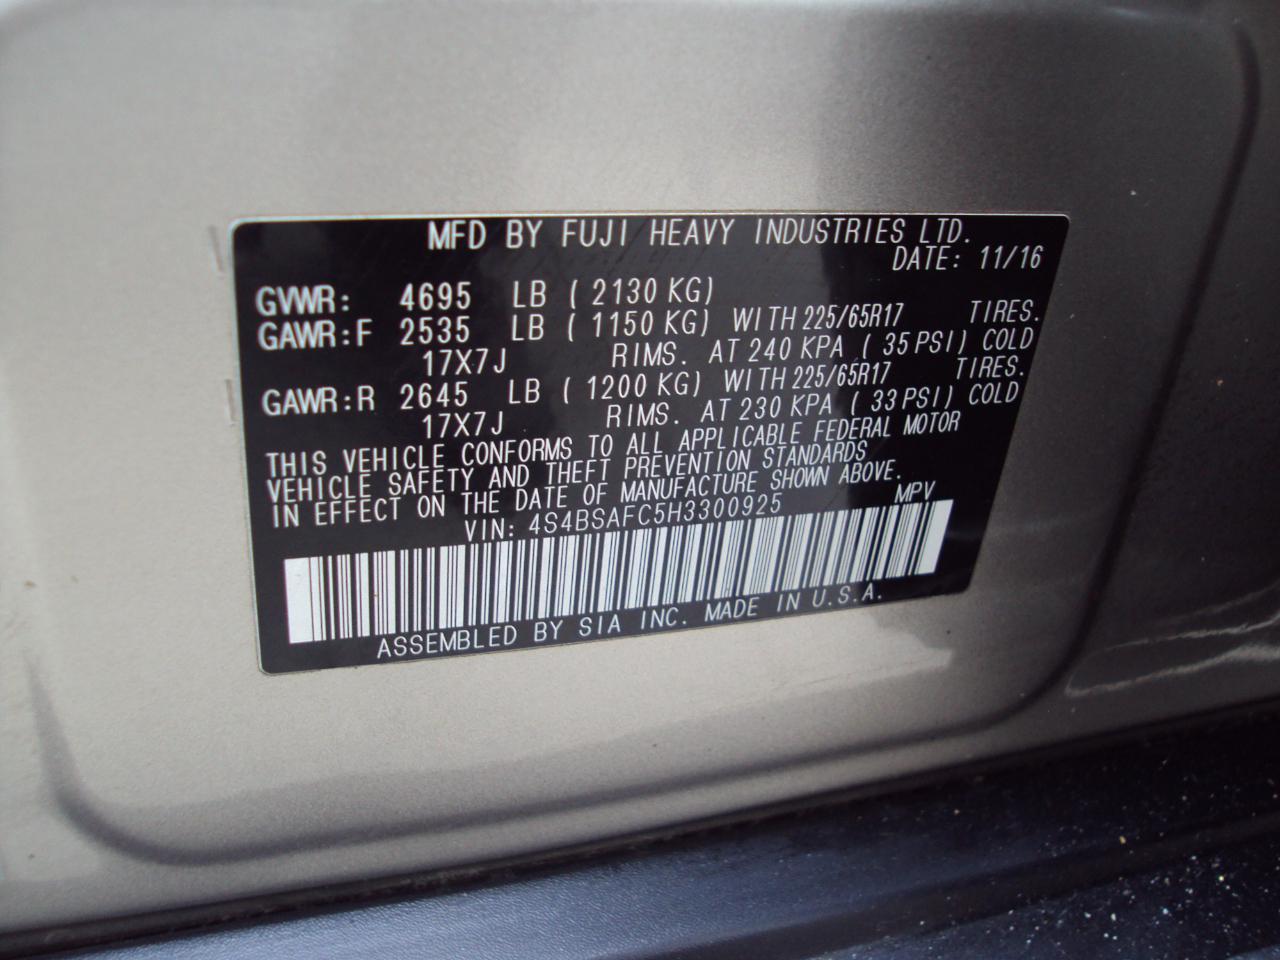 MFD BY FUJI HEAVY INDUSTRIES LTD.
DATE: 11/16
GVWR: 4695 LB ( 2130 KG)
GAWR:F 2535 LB ( 1150 KG) WITH 225/65R17 TIRES.
17X7J RIMS. AT 240 KPA ( 35 PSI) COLD
GAWR:R 2645 LB ( 1200 KG) WITH 225/65R17 TIRES.
17X7J RIMS. AT 230 KPA ( 33 PSI) COLD
THIS VEHICLE CONFORMS TO ALL APPLICABLE FEDERAL MOTOR
VEHICLE SAFETY AND THEFT PREVENTION STANDARDS
IN EFFECT ON THE DATE OF MANUFACTURE SHOWN ABOVE.
VIN: 4S4BSAFC5H3300925 MPV
ASSEMBLED BY SIA INC. MADE IN U.S.A.